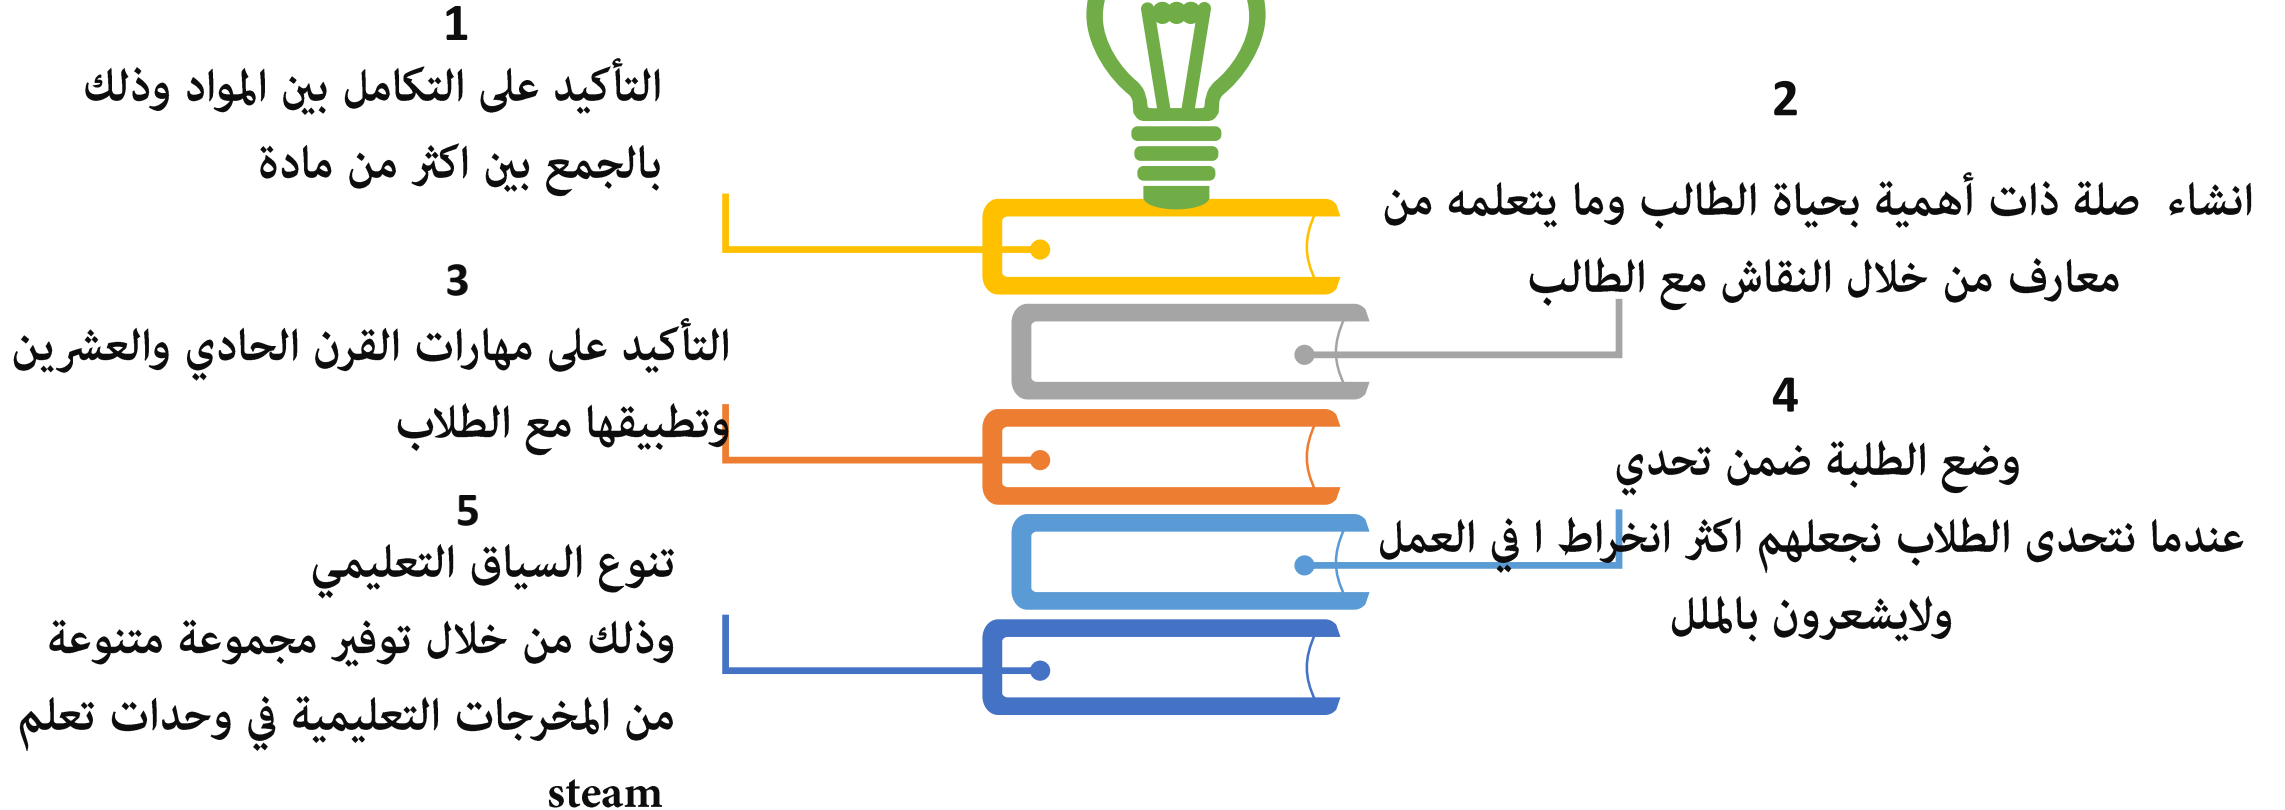 1
التأكيد على التكامل بين المواد وذلك
بالجمع بين اكثر من مادة
2
انشاء صلة ذات أهمية بحياة الطالب وما يتعلمه من
معارف من خلال النقاش مع الطالب
3
التأكيد على مهارات القرن الحادي والعشرين
وتطبيقها مع الطلاب
4
وضع الطلبة ضمن تحدي
عندما نتحدى الطلاب نجعلهم اكثر انخراط ا في العمل
ولايشعرون بالملل
5
تنوع السياق التعليمي
وذلك من خلال توفير مجموعة متنوعة
من المخرجات التعليمية في وحدات تعلم
steam